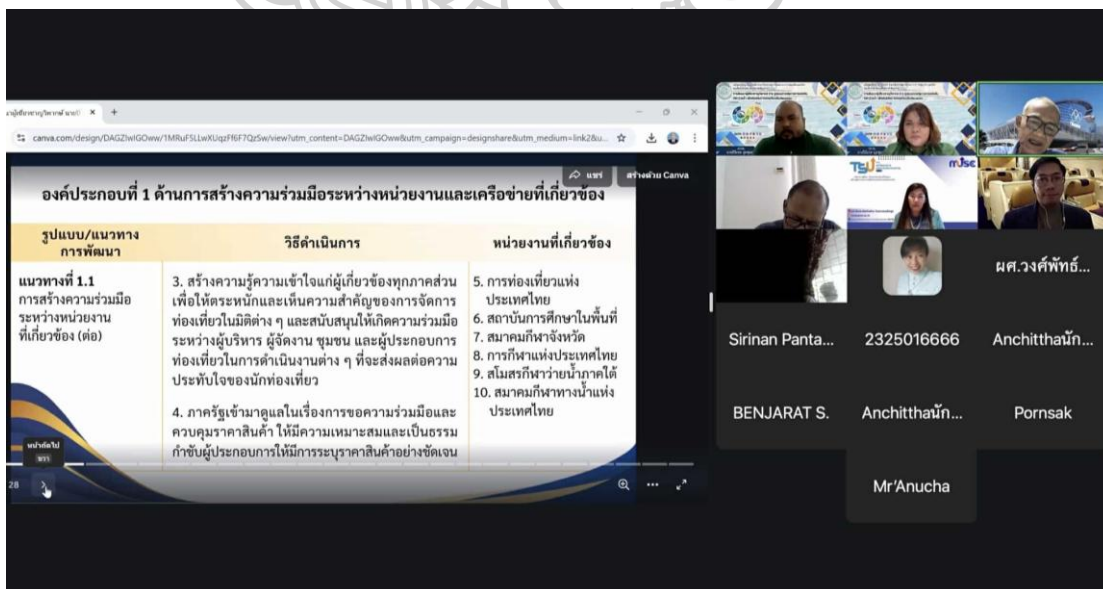 canva.com/design/DAGZlwIGOww/1MRuFSLLwXUqzFf6F7QzSw/view?utm_content=DAGZlwIGOww&utm_campaign=designshare&utm_medium=link2&u...
แชร์
สร้างด้วย Canva
องค์ประกอบที่ 1 ด้านการสร้างความร่วมมือระหว่างหน่วยงานและเครือข่ายที่เกี่ยวข้อง
รูปแบบ/แนวทาง
การพัฒนา
วิธีดำเนินการ
หน่วยงานที่เกี่ยวข้อง
แนวทางที่ 1.1
การสร้างความร่วมมือ
ระหว่างหน่วยงาน
ที่เกี่ยวข้อง (ต่อ)
3. สร้างความรู้ความเข้าใจแก่ผู้เกี่ยวข้องทุกภาคส่วน
เพื่อให้ตระหนักและเห็นความสำคัญของการจัดการ
ท่องเที่ยวในมิติต่าง ๆ และสนับสนุนให้เกิดความร่วมมือ
ระหว่างผู้บริหาร ผู้จัดงาน ชุมชน และผู้ประกอบการ
ท่องเที่ยวในการดำเนินงานต่าง ๆ ที่จะส่งผลต่อความ
ประทับใจของนักท่องเที่ยว
4. ภาครัฐเข้ามาดูแลในเรื่องการขอความร่วมมือและ
ควบคุมราคาสินค้า ให้มีความเหมาะสมและเป็นธรรม
กำชับผู้ประกอบการให้มีการระบุราคาสินค้าอย่างชัดเจน
5. การท่องเที่ยวแห่ง
ประเทศไทย
6. สถาบันการศึกษาในพื้นที่
7. สมาคมกีฬาจังหวัด
8. การกีฬาแห่งประเทศไทย
9. สโมสรกีฬาว่ายน้ำภาคใต้
10. สมาคมกีฬาทางน้ำแห่ง
ประเทศไทย
หน้าถัดไป
ขวา
28
TSU
misc
ผศ.วงศ์พัทธ์...
Sirinan Panta...
2325016666
Anchitthaนัก...
BENJARAT S.
Anchitthaนัก...
Pornsak
Mr'Anucha